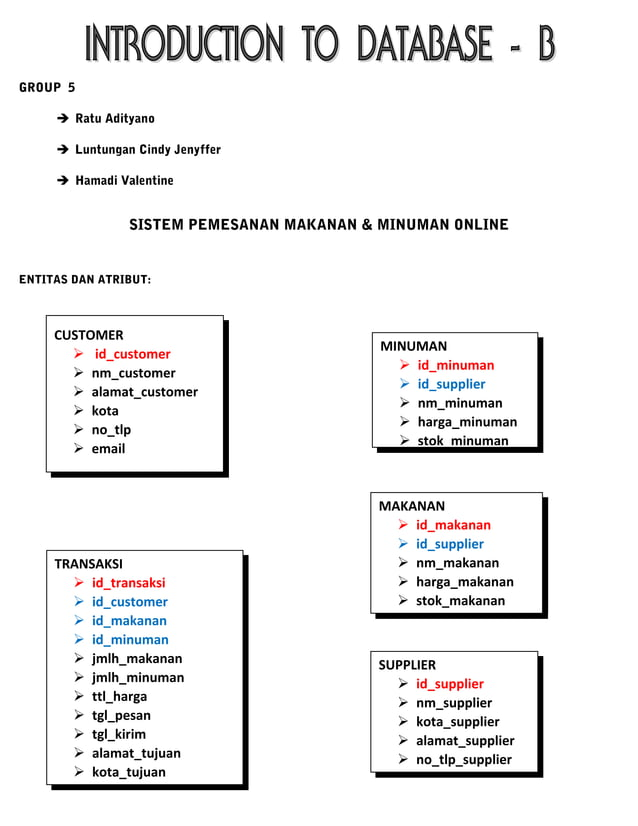 INTRODUCTION TO DATABASE - B
GROUP 5
➔ Ratu Adityano
➔ Luntungan Cindy Jenyffer
➔ Hamadi Valentine
SISTEM PEMESANAN MAKANAN & MINUMAN ONLINE
ENTITAS DAN ATRIBUT:
CUSTOMER
➢ id_customer
➢ nm_customer
➢ alamat_customer
➢ kota
➢ no_tlp
➢ email
MINUMAN
➢ id_minuman
➢ id_supplier
➢ nm_minuman
➢ harga_minuman
➢ stok_minuman
MAKANAN
➢ id_makanan
➢ id_supplier
➢ nm_makanan
➢ harga_makanan
➢ stok_makanan
TRANSAKSI
➢ id_transaksi
➢ id_customer
➢ id_makanan
➢ id_minuman
➢ jmlh_makanan
➢ jmlh_minuman
➢ ttl_harga
➢ tgl_pesan
➢ tgl_kirim
➢ alamat_tujuan
➢ kota_tujuan
SUPPLIER
➢ id_supplier
➢ nm_supplier
➢ kota_supplier
➢ alamat_supplier
➢ no_tlp_supplier